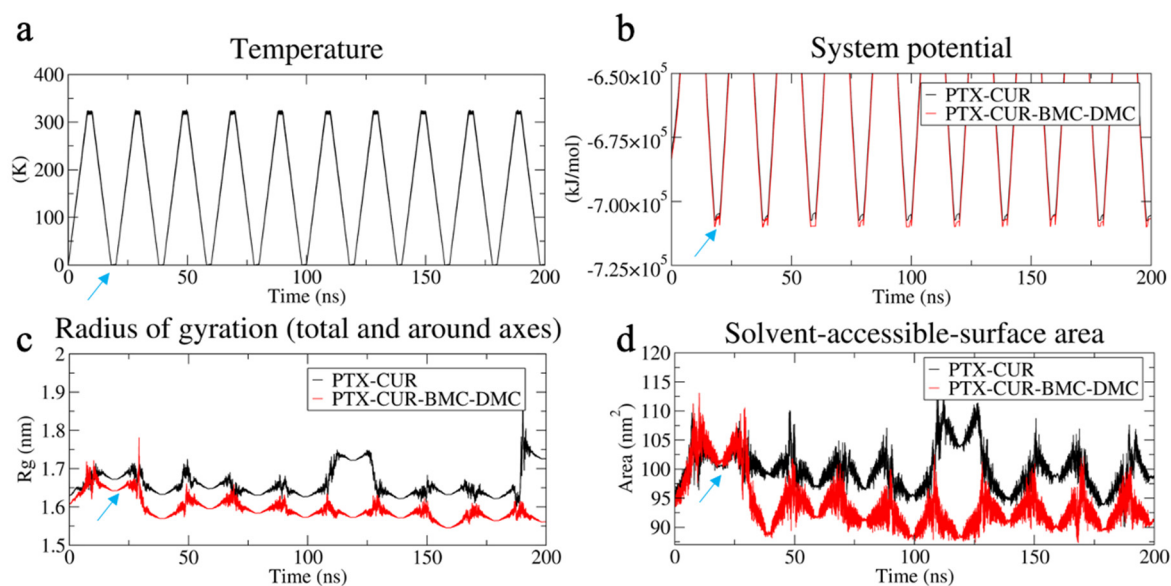 a
Temperature
400
300
200
100
0
(K)
0 50 100 150 200
Time (ns)
b
System potential
-6.50×10⁵
-6.75×10⁵
-7.00×10⁵
-7.25×10⁵
(kJ/mol)
PTX-CUR
PTX-CUR-BMC-DMC
0 50 100 150 200
Time (ns)
c
Radius of gyration (total and around axes)
2
1.9
1.8
1.7
1.6
1.5
Rg (nm)
PTX-CUR
PTX-CUR-BMC-DMC
0 50 100 150 200
Time (ns)
d
Solvent-accessible-surface area
120
115
110
105
100
95
90
Area (nm²)
PTX-CUR
PTX-CUR-BMC-DMC
0 50 100 150 200
Time (ns)